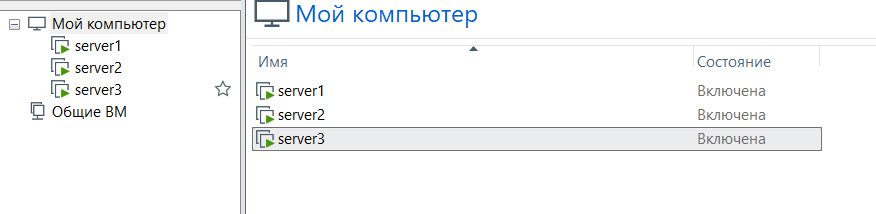 Мой компьютер
server1
server2
server3
Общие ВМ
Мой компьютер
Имя Состояние
server1 Включена
server2 Включена
server3 Включена